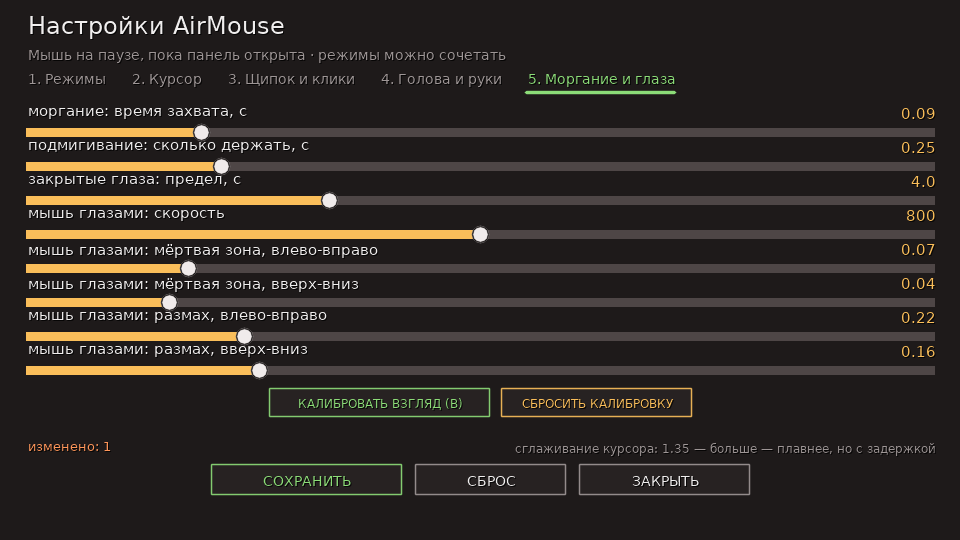 Настройки AirMouse
Мышь на паузе, пока панель открыта · режимы можно сочетать
1. Режимы 2. Курсор 3. Щипок и клики 4. Голова и руки 5. Моргание и глаза
моргание: время захвата, с 0.09
подмигивание: сколько держать, с 0.25
закрытые глаза: предел, с 4.0
мышь глазами: скорость 800
мышь глазами: мёртвая зона, влево-вправо 0.07
мышь глазами: мёртвая зона, вверх-вниз 0.04
мышь глазами: размах, влево-вправо 0.22
мышь глазами: размах, вверх-вниз 0.16
КАЛИБРОВАТЬ ВЗГЛЯД (B) СБРОСИТЬ КАЛИБРОВКУ
изменено: 1 сглаживание курсора: 1.35 — больше — плавнее, но с задержкой
СОХРАНИТЬ СБРОС ЗАКРЫТЬ